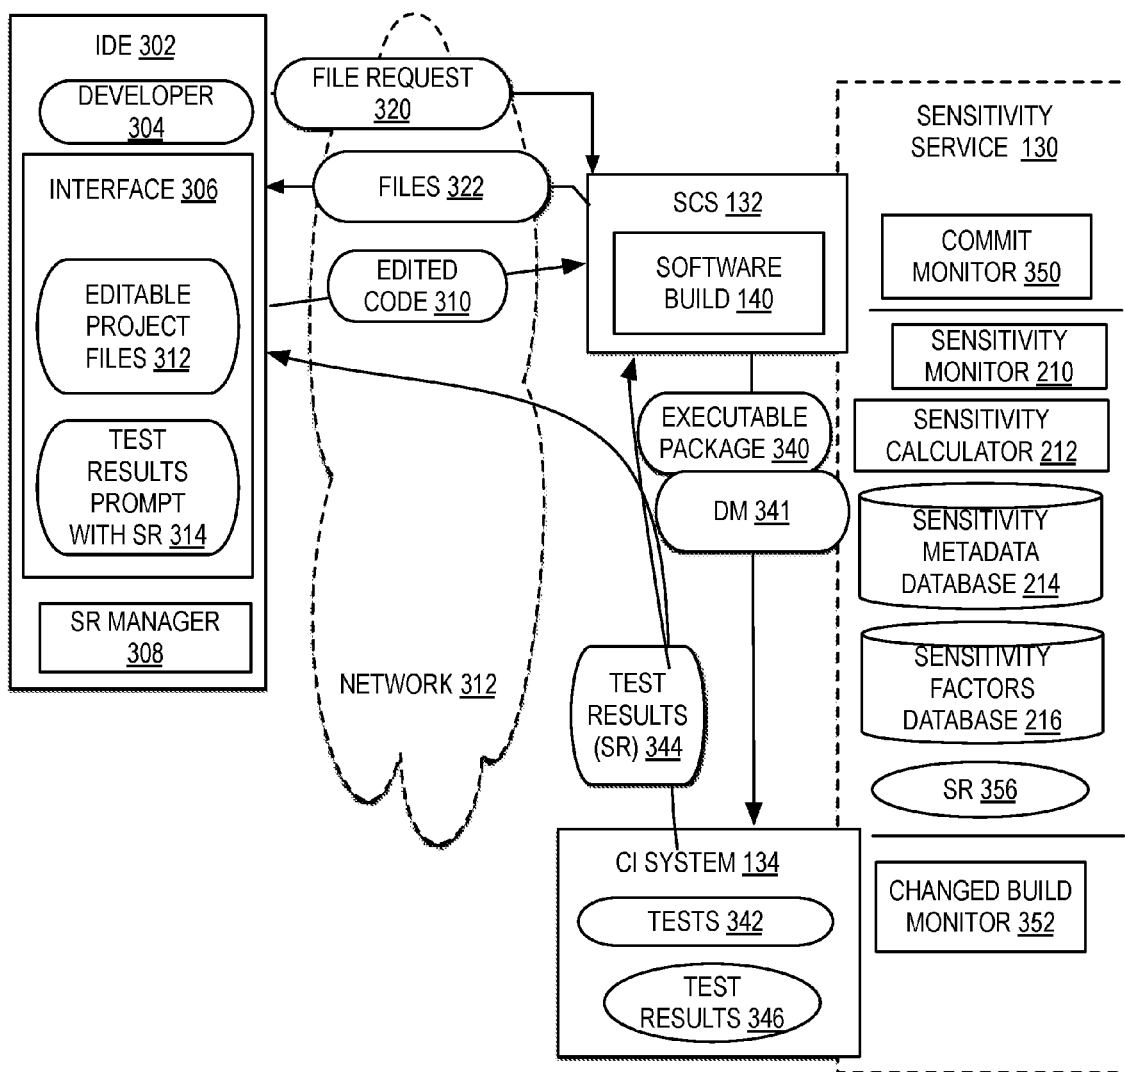 IDE 302
DEVELOPER
304
INTERFACE 306
EDITABLE
PROJECT
FILES 312
TEST
RESULTS
PROMPT
WITH SR 314
SR MANAGER
308
FILE REQUEST
320
FILES 322
EDITED
CODE 310
NETWORK 312
SCS 132
SOFTWARE
BUILD 140
EXECUTABLE
PACKAGE 340
DM 341
TEST
RESULTS
(SR) 344
CI SYSTEM 134
TESTS 342
TEST
RESULTS 346
SENSITIVITY
SERVICE 130
COMMIT
MONITOR 350
SENSITIVITY
MONITOR 210
SENSITIVITY
CALCULATOR 212
SENSITIVITY
METADATA
DATABASE 214
SENSITIVITY
FACTORS
DATABASE 216
SR 356
CHANGED BUILD
MONITOR 352